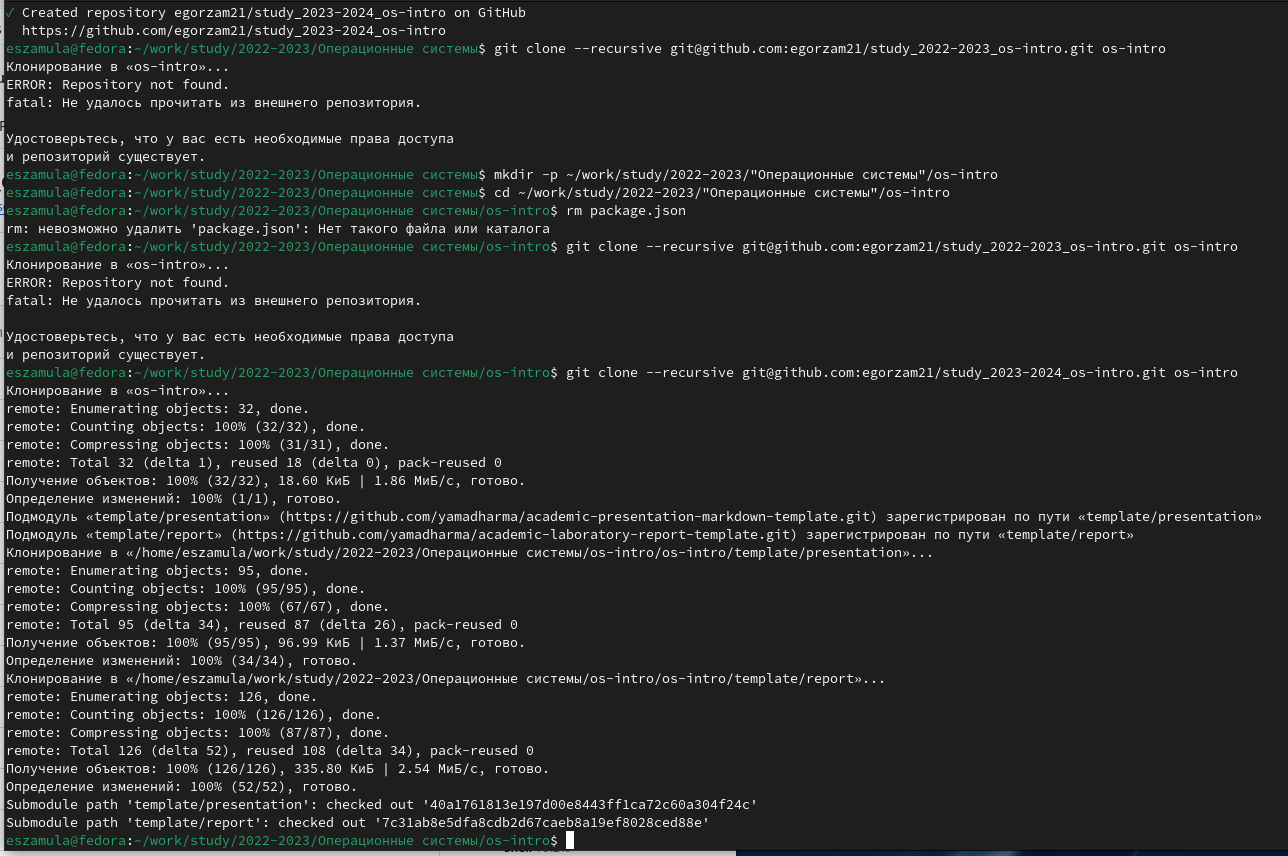 ✓ Created repository egorzam21/study_2023-2024_os-intro on GitHub
https://github.com/egorzam21/study_2023-2024_os-intro
eszamula@fedora:~/work/study/2022-2023/Операционные системы$ git clone --recursive git@github.com:egorzam21/study_2022-2023_os-intro.git os-intro
Клонирование в «os-intro»...
ERROR: Repository not found.
fatal: Не удалось прочитать из внешнего репозитория.
Удостоверьтесь, что у вас есть необходимые права доступа
и репозиторий существует.
eszamula@fedora:~/work/study/2022-2023/Операционные системы$ mkdir -p ~/work/study/2022-2023/"Операционные системы"/os-intro
eszamula@fedora:~/work/study/2022-2023/Операционные системы$ cd ~/work/study/2022-2023/"Операционные системы"/os-intro
eszamula@fedora:~/work/study/2022-2023/Операционные системы/os-intro$ rm package.json
rm: невозможно удалить 'package.json': Нет такого файла или каталога
eszamula@fedora:~/work/study/2022-2023/Операционные системы/os-intro$ git clone --recursive git@github.com:egorzam21/study_2022-2023_os-intro.git os-intro
Клонирование в «os-intro»...
ERROR: Repository not found.
fatal: Не удалось прочитать из внешнего репозитория.
Удостоверьтесь, что у вас есть необходимые права доступа
и репозиторий существует.
eszamula@fedora:~/work/study/2022-2023/Операционные системы/os-intro$ git clone --recursive git@github.com:egorzam21/study_2023-2024_os-intro.git os-intro
Клонирование в «os-intro»...
remote: Enumerating objects: 32, done.
remote: Counting objects: 100% (32/32), done.
remote: Compressing objects: 100% (31/31), done.
remote: Total 32 (delta 1), reused 18 (delta 0), pack-reused 0
Получение объектов: 100% (32/32), 18.60 КиБ | 1.86 МиБ/с, готово.
Определение изменений: 100% (1/1), готово.
Подмодуль «template/presentation» (https://github.com/yamadharma/academic-presentation-markdown-template.git) зарегистрирован по пути «template/presentation»
Подмодуль «template/report» (https://github.com/yamadharma/academic-laboratory-report-template.git) зарегистрирован по пути «template/report»
Клонирование в «/home/eszamula/work/study/2022-2023/Операционные системы/os-intro/os-intro/template/presentation»...
remote: Enumerating objects: 95, done.
remote: Counting objects: 100% (95/95), done.
remote: Compressing objects: 100% (67/67), done.
remote: Total 95 (delta 34), reused 87 (delta 26), pack-reused 0
Получение объектов: 100% (95/95), 96.99 КиБ | 1.37 МиБ/с, готово.
Определение изменений: 100% (34/34), готово.
Клонирование в «/home/eszamula/work/study/2022-2023/Операционные системы/os-intro/os-intro/template/report»...
remote: Enumerating objects: 126, done.
remote: Counting objects: 100% (126/126), done.
remote: Compressing objects: 100% (87/87), done.
remote: Total 126 (delta 52), reused 108 (delta 34), pack-reused 0
Получение объектов: 100% (126/126), 335.80 КиБ | 2.54 МиБ/с, готово.
Определение изменений: 100% (52/52), готово.
Submodule path 'template/presentation': checked out '40a1761813e197d00e8443ff1ca72c60a304f24c'
Submodule path 'template/report': checked out '7c31ab8e5dfa8cdb2d67caeb8a19ef8028ced88e'
eszamula@fedora:~/work/study/2022-2023/Операционные системы/os-intro$